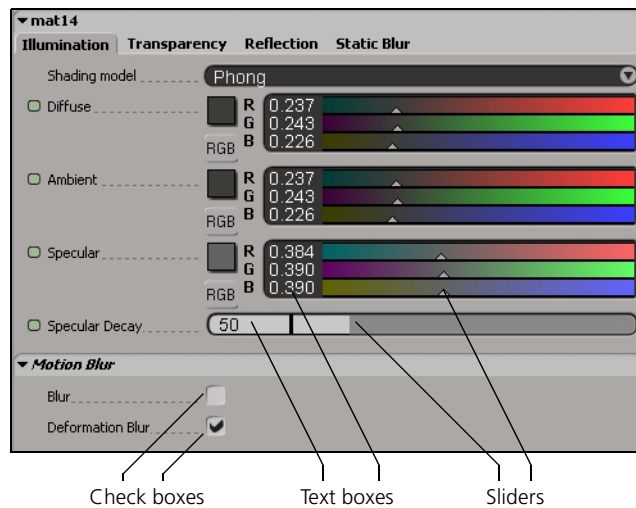 mat14
Illumination Transparency Reflection Static Blur
Shading model Phong
Diffuse R 0.237
G 0.243
RGB B 0.226
Ambient R 0.237
G 0.243
RGB B 0.226
Specular R 0.384
G 0.390
RGB B 0.390
Specular Decay 50
Motion Blur
Blur
Deformation Blur
Check boxes Text boxes Sliders